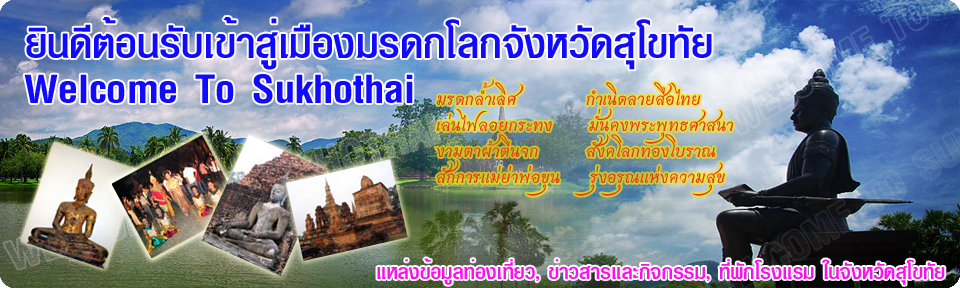 ยินดีต้อนรับเข้าสู่เมืองมรดกโลกจังหวัดสุโขทัย
Welcome To Sukhothai
มรดกล้ำเลิศ กำเนิดลายสือไทย
เล่นไฟลอยกระทง มั่นคงพระพุทธศาสนา
งามตาผ้าตีนจก สังคโลกทองโบราณ
สักการแม่ย่าพ่อขุน รุ่งอรุณแห่งความสุข
แหล่งข้อมูลท่องเที่ยว, ข่าวสารและกิจกรรม, ที่พักโรงแรม ในจังหวัดสุโขทัย